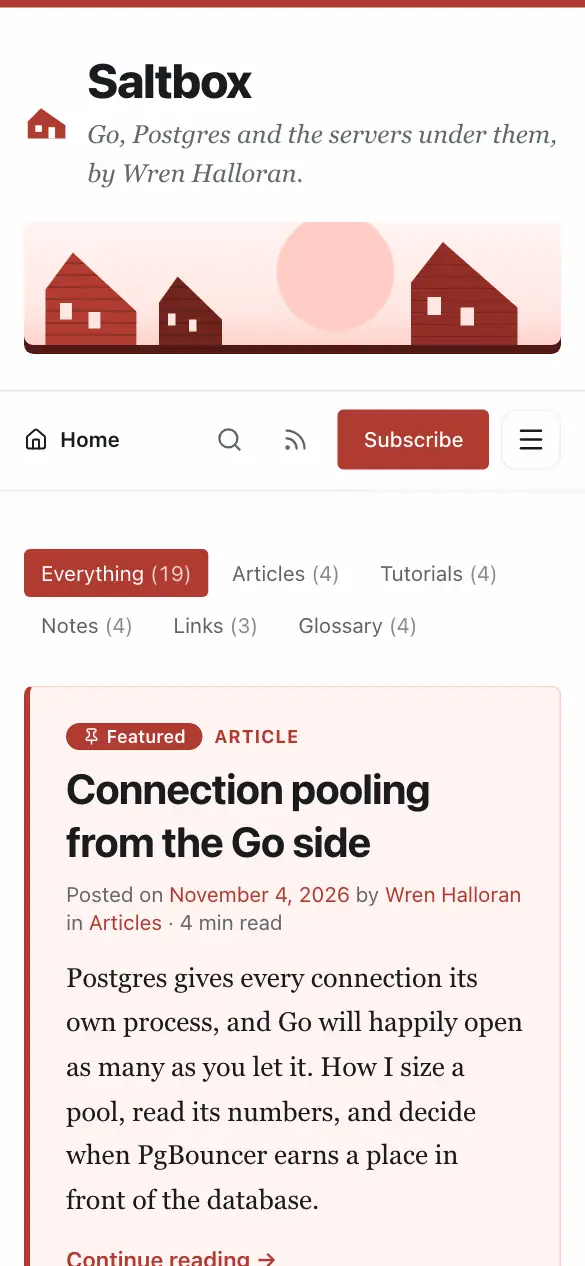 Saltbox
Go, Postgres and the servers under them,
by Wren Halloran.
Home
Subscribe
Everything (19)
Articles (4)
Tutorials (4)
Notes (4)
Links (3)
Glossary (4)
Featured
ARTICLE
Connection pooling
from the Go side
Posted on November 4, 2026 by Wren Halloran
in Articles · 4 min read
Postgres gives every connection its
own process, and Go will happily open
as many as you let it. How I size a
pool, read its numbers, and decide
when PgBouncer earns a place in
front of the database.
Continue reading →